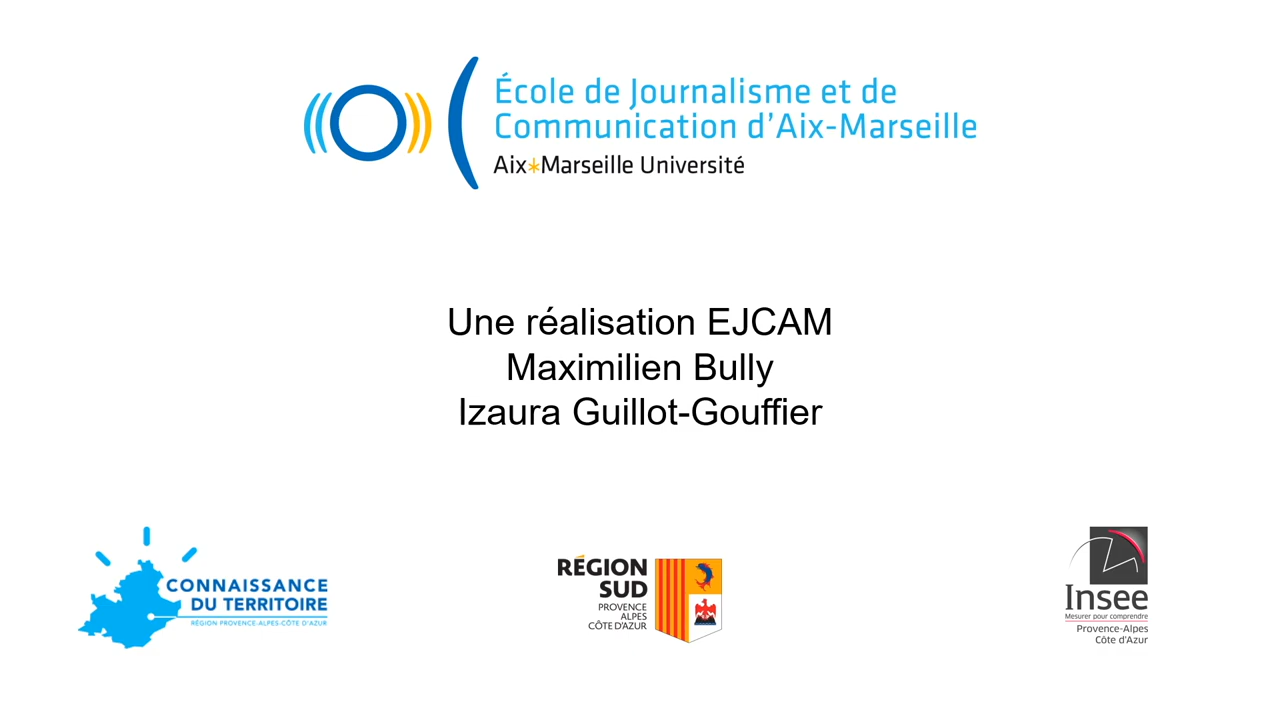 École de Journalisme et de
Communication d'Aix-Marseille
Aix*Marseille Université
Une réalisation EJCAM
Maximilien Bully
Izaura Guillot-Gouffier
CONNAISSANCE
DU TERRITOIRE
RÉGION PROVENCE-ALPES-CÔTE D'AZUR
RÉGION
SUD
PROVENCE
ALPES
CÔTE D'AZUR
Insee
Mesurer pour comprendre
Provence-Alpes
Côte d'Azur